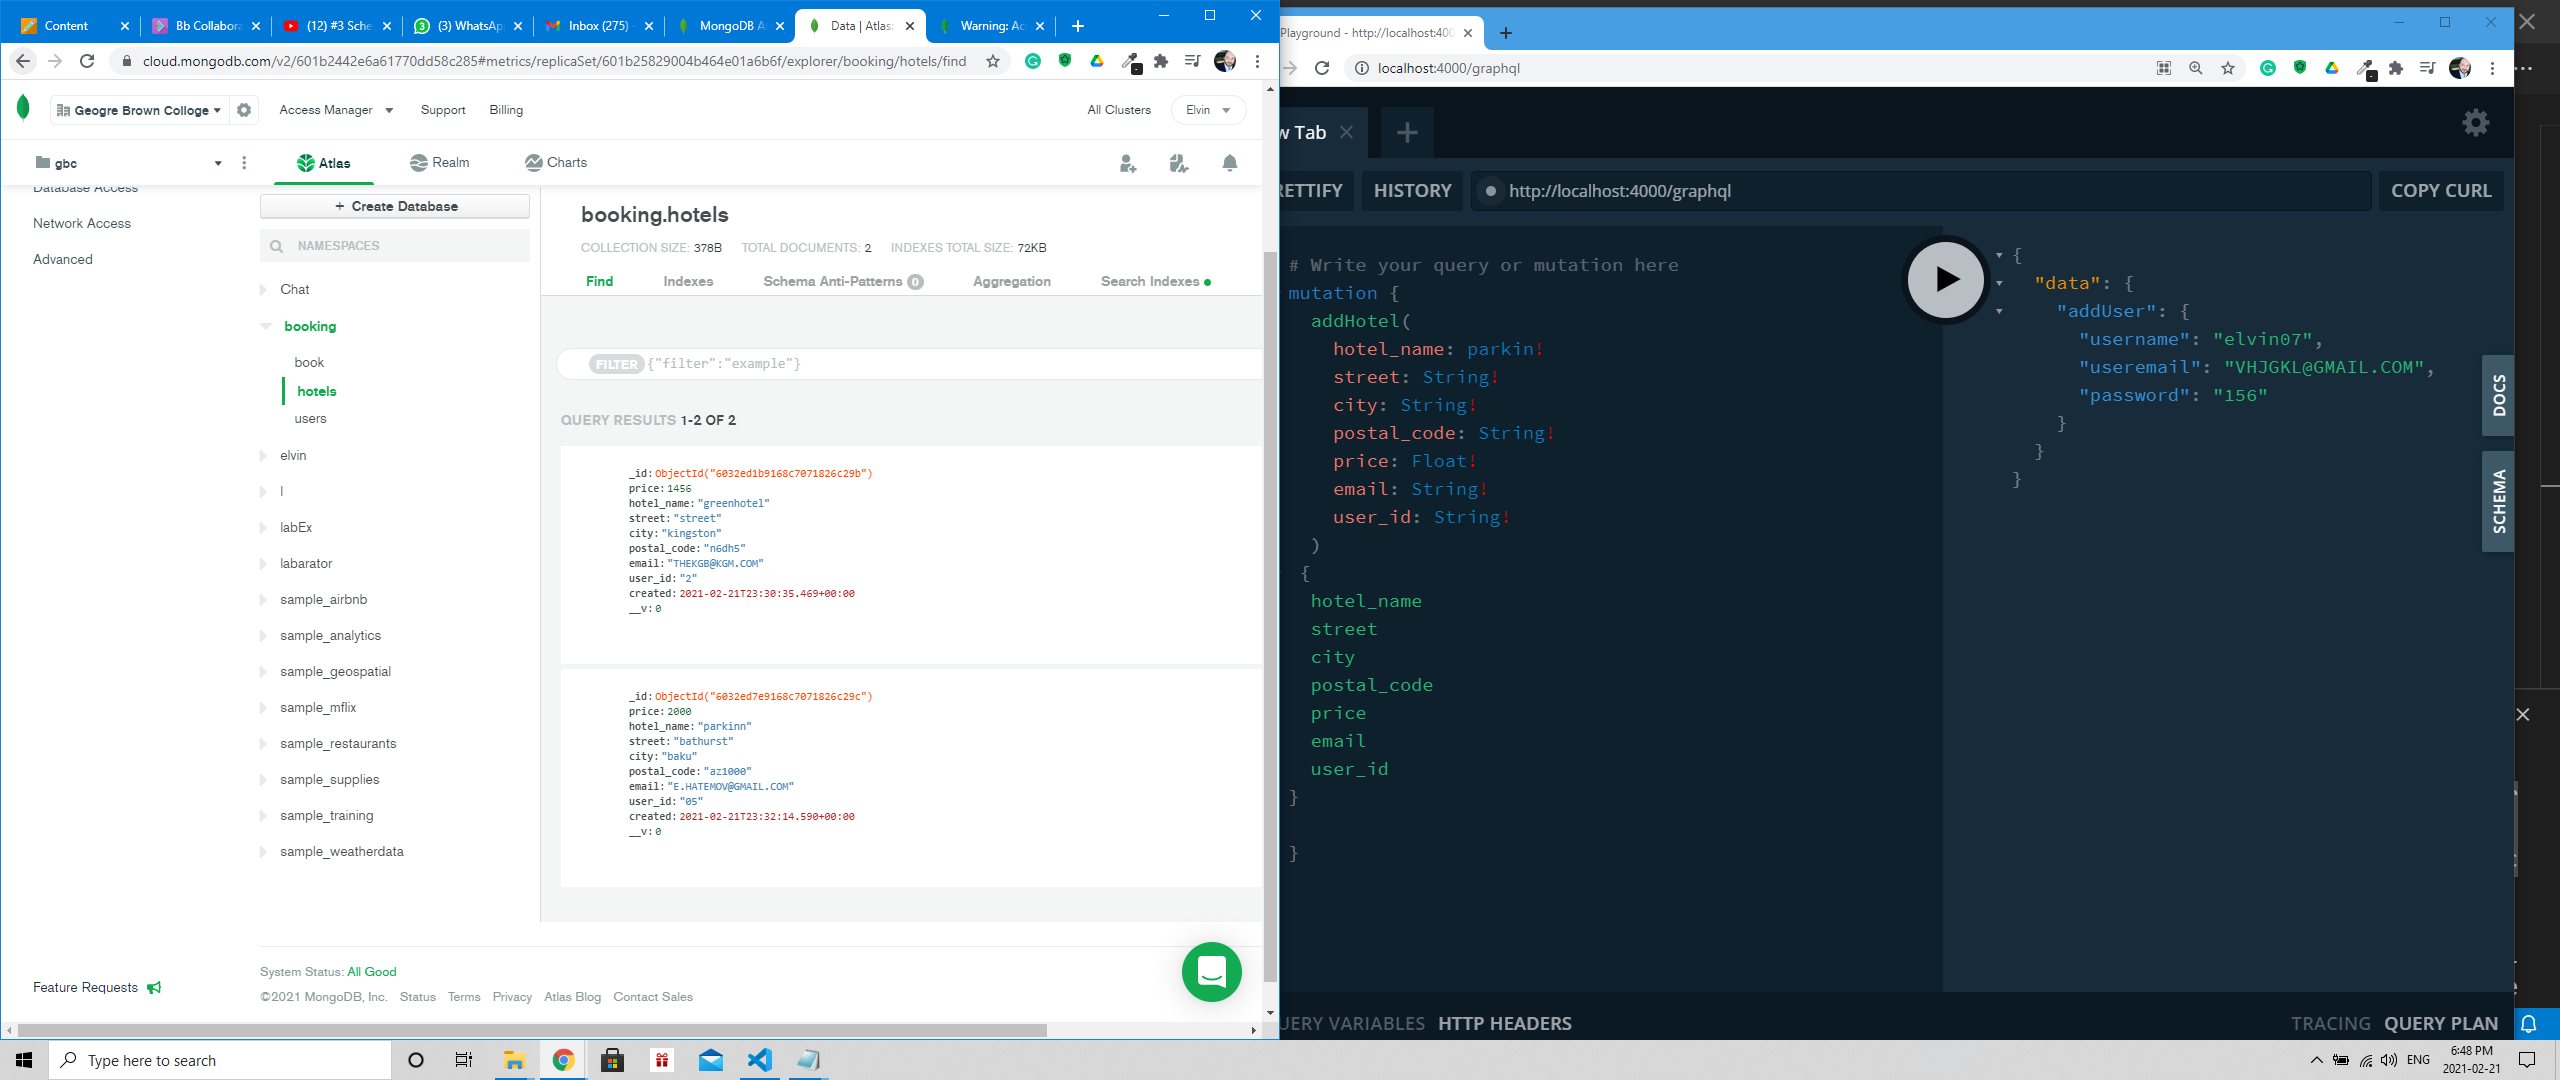 Content
Bb Collabora
(12) #3 Sche
(3) WhatsAp
Inbox (275) -
MongoDB A
Data | Atlas:
Warning: Ac
cloud.mongodb.com/v2/601b2442e6a61770dd58c285#metrics/replicaSet/601b25829004b464e01a6b6f/explorer/booking/hotels/find
Geogre Brown Colloge
Access Manager
Support
Billing
All Clusters
Elvin
gbc
Atlas
Realm
Charts
Database Access
Network Access
Advanced
Feature Requests
+ Create Database
NAMESPACES
Chat
booking
book
hotels
users
elvin
l
labEx
labarator
sample_airbnb
sample_analytics
sample_geospatial
sample_mflix
sample_restaurants
sample_supplies
sample_training
sample_weatherdata
booking.hotels
COLLECTION SIZE: 378B TOTAL DOCUMENTS: 2 INDEXES TOTAL SIZE: 72KB
Find Indexes Schema Anti-Patterns 0 Aggregation Search Indexes
FILTER {"filter":"example"}
QUERY RESULTS 1-2 OF 2
_id: ObjectId("6032ed1b9168c7071826c29b")
price: 1456
hotel_name: "greenhotel"
street: "street"
city: "kingston"
postal_code: "n6dh5"
email: "THEKGB@KGM.COM"
user_id: "2"
created: 2021-02-21T23:30:35.469+00:00
__v: 0
_id: ObjectId("6032ed7e9168c7071826c29c")
price: 2000
hotel_name: "parkinn"
street: "bathurst"
city: "baku"
postal_code: "az1000"
email: "E.HATEMOV@GMAIL.COM"
user_id: "05"
created: 2021-02-21T23:32:14.590+00:00
__v: 0
System Status: All Good
©2021 MongoDB, Inc. Status Terms Privacy Atlas Blog Contact Sales
Playground - http://localhost:400
localhost:4000/graphql
w Tab
RETTIFY
HISTORY
http://localhost:4000/graphql
COPY CURL
# Write your query or mutation here
mutation {
addHotel(
hotel_name: parkin!
street: String!
city: String!
postal_code: String!
price: Float!
email: String!
user_id: String!
)
{
hotel_name
street
city
postal_code
price
email
user_id
}
}
{
"data": {
"addUser": {
"username": "elvin07",
"useremail": "VHJGKL@GMAIL.COM",
"password": "156"
}
}
}
DOCS
SCHEMA
UERY VARIABLES HTTP HEADERS
TRACING QUERY PLAN
Type here to search
ENG
6:48 PM
2021-02-21